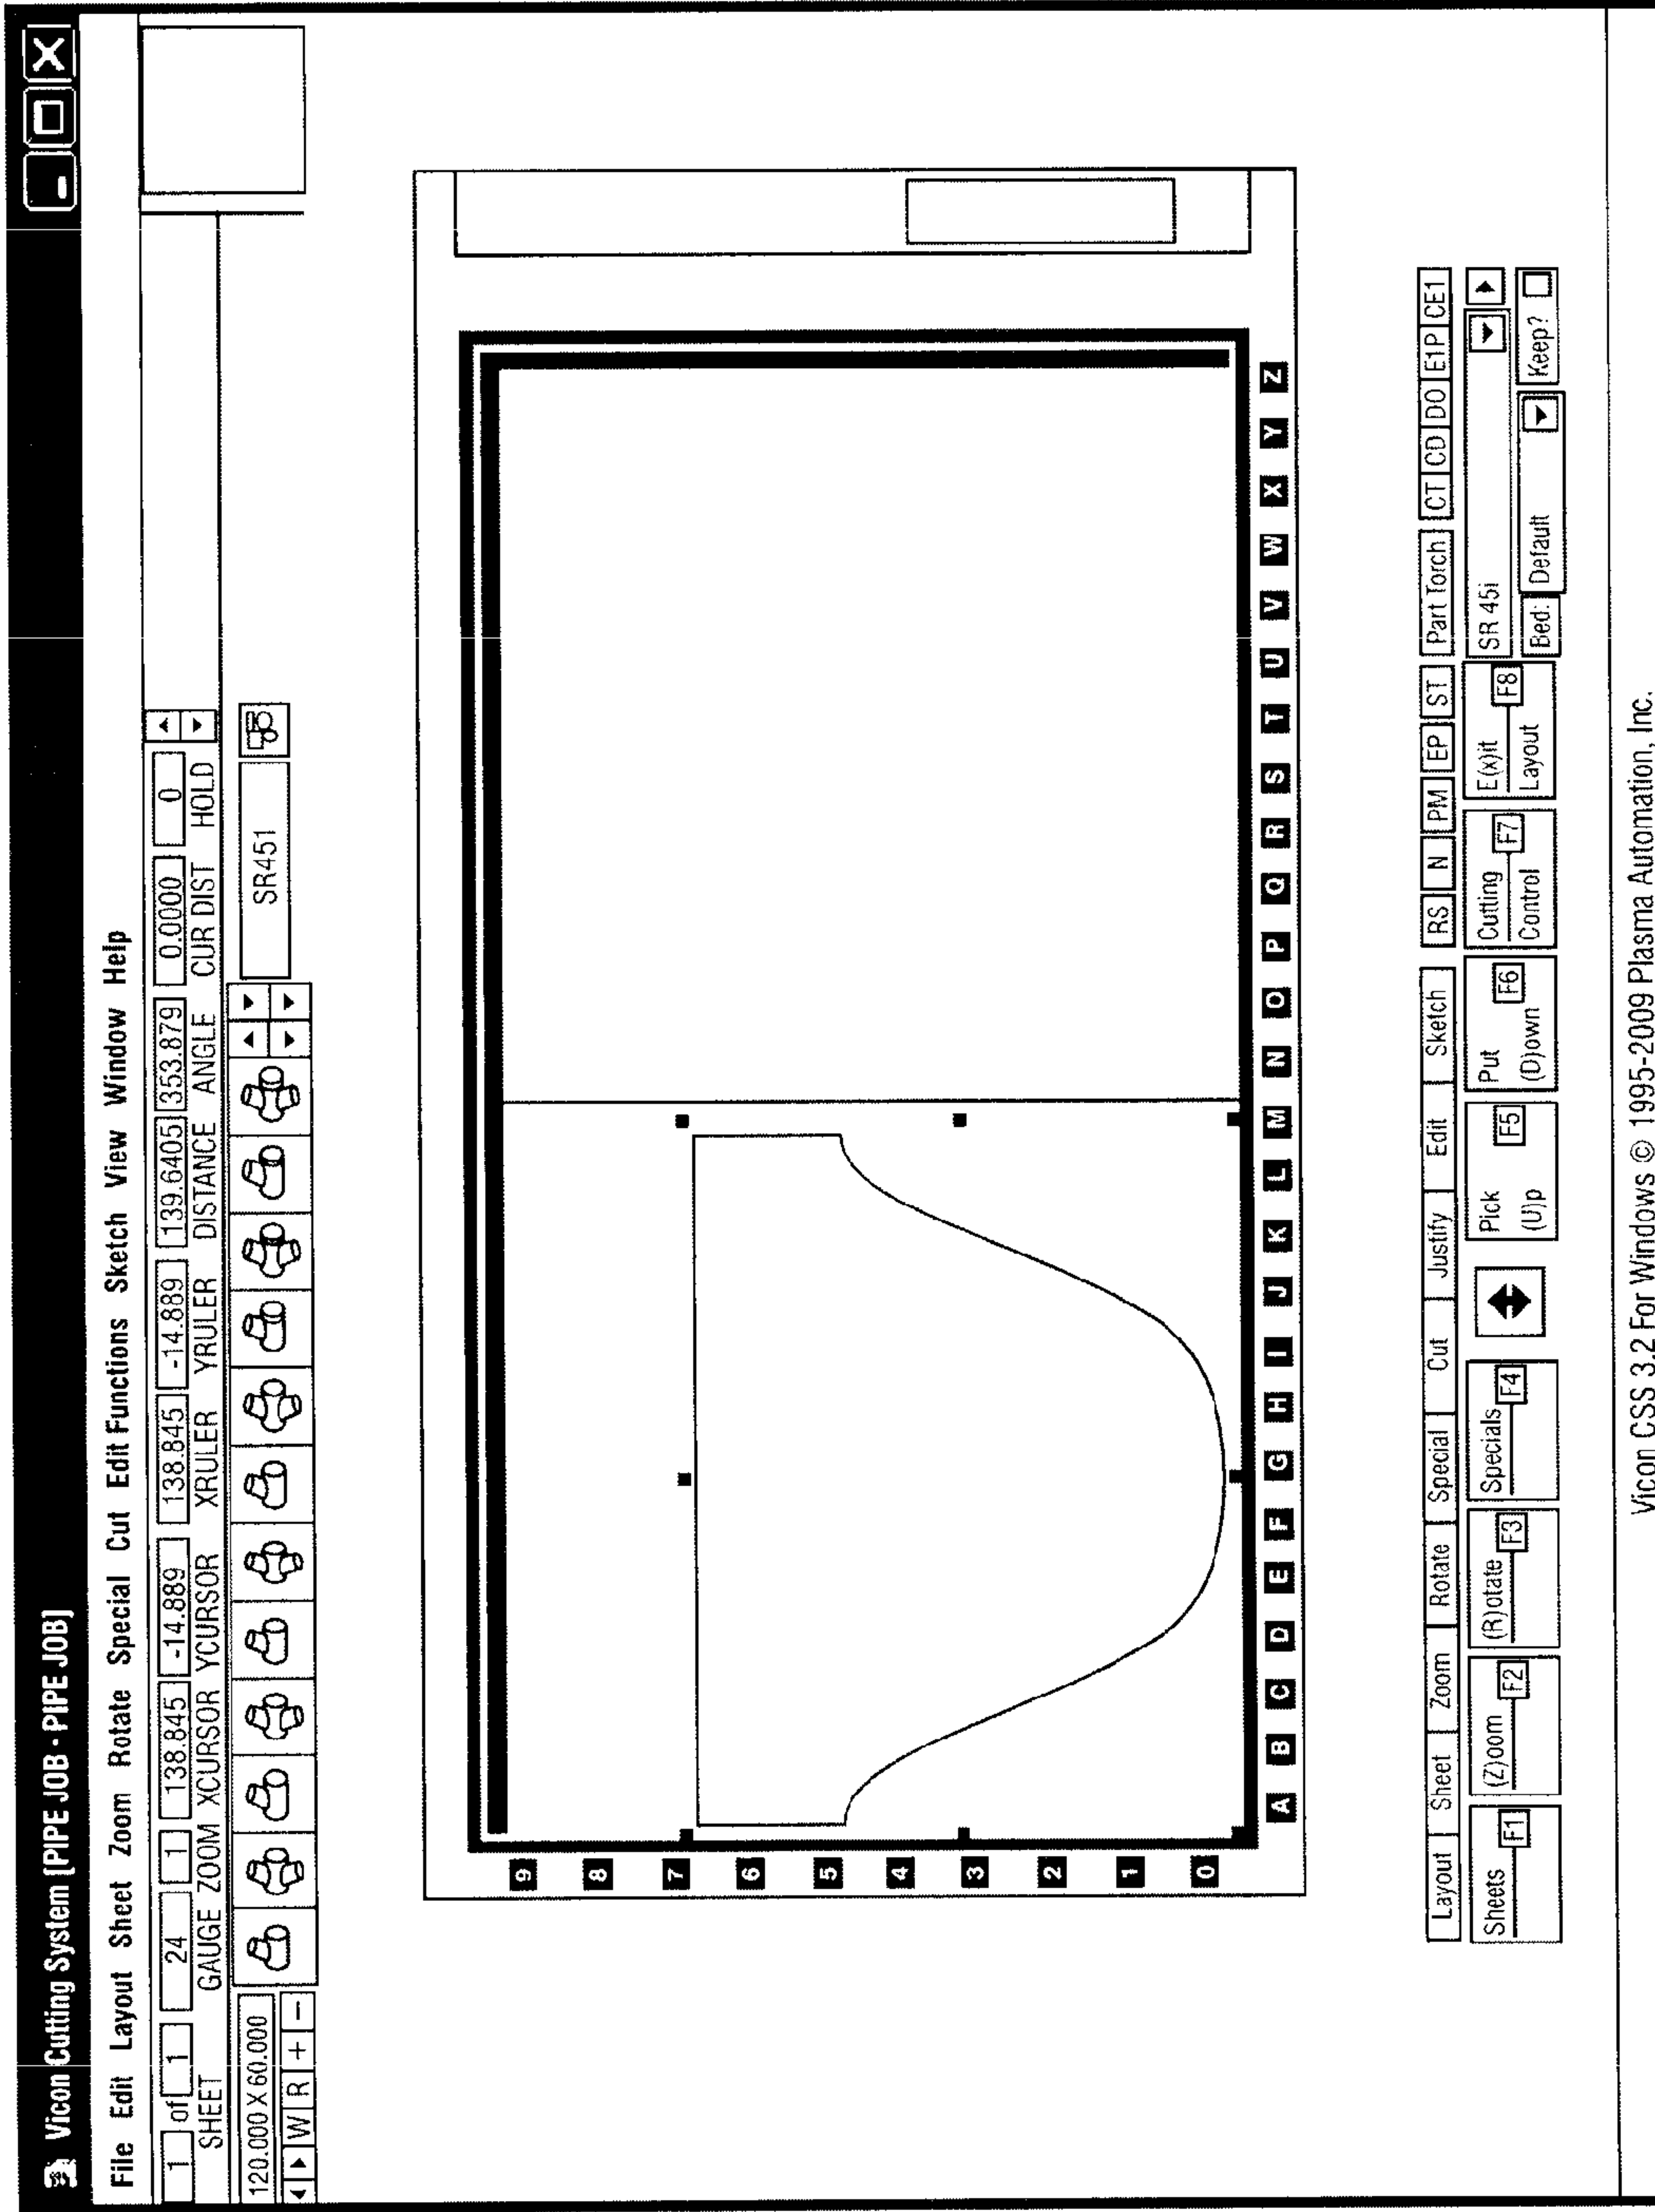 Vicon Cutting System [PIPE JOB - PIPE JOB]
File Edit Layout Sheet Zoom Rotate Special Cut Edit Functions Sketch View Window Help
1 of 1 24 1 138.845 -14.889 138.845 -14.889 139.6405 353.879 0.0000 0
SHEET GAUGE ZOOM XCURSOR YCURSOR XRULER YRULER DISTANCE ANGLE CUR DIST HOLD
120.000 X 60.000 SR451
W R + -
9
8
7
6
5
4
3
2
1
0
A B C D E F G H I J K L M N O P Q R S T U V W X Y Z
Layout Sheet Zoom Rotate Special Cut Justify Edit Sketch RS N PM EP ST Part Torch CT CD DO E1P CE1
Sheets F1 (Z)oom F2 (R)otate F3 Specials F4 Pick (U)p F5 Put (D)own F6 Cutting Control F7 E(x)it Layout F8 SR 45i
Bed: Default Keep?
Vicon CSS 3.2 For Windows © 1995-2009 Plasma Automation, Inc.